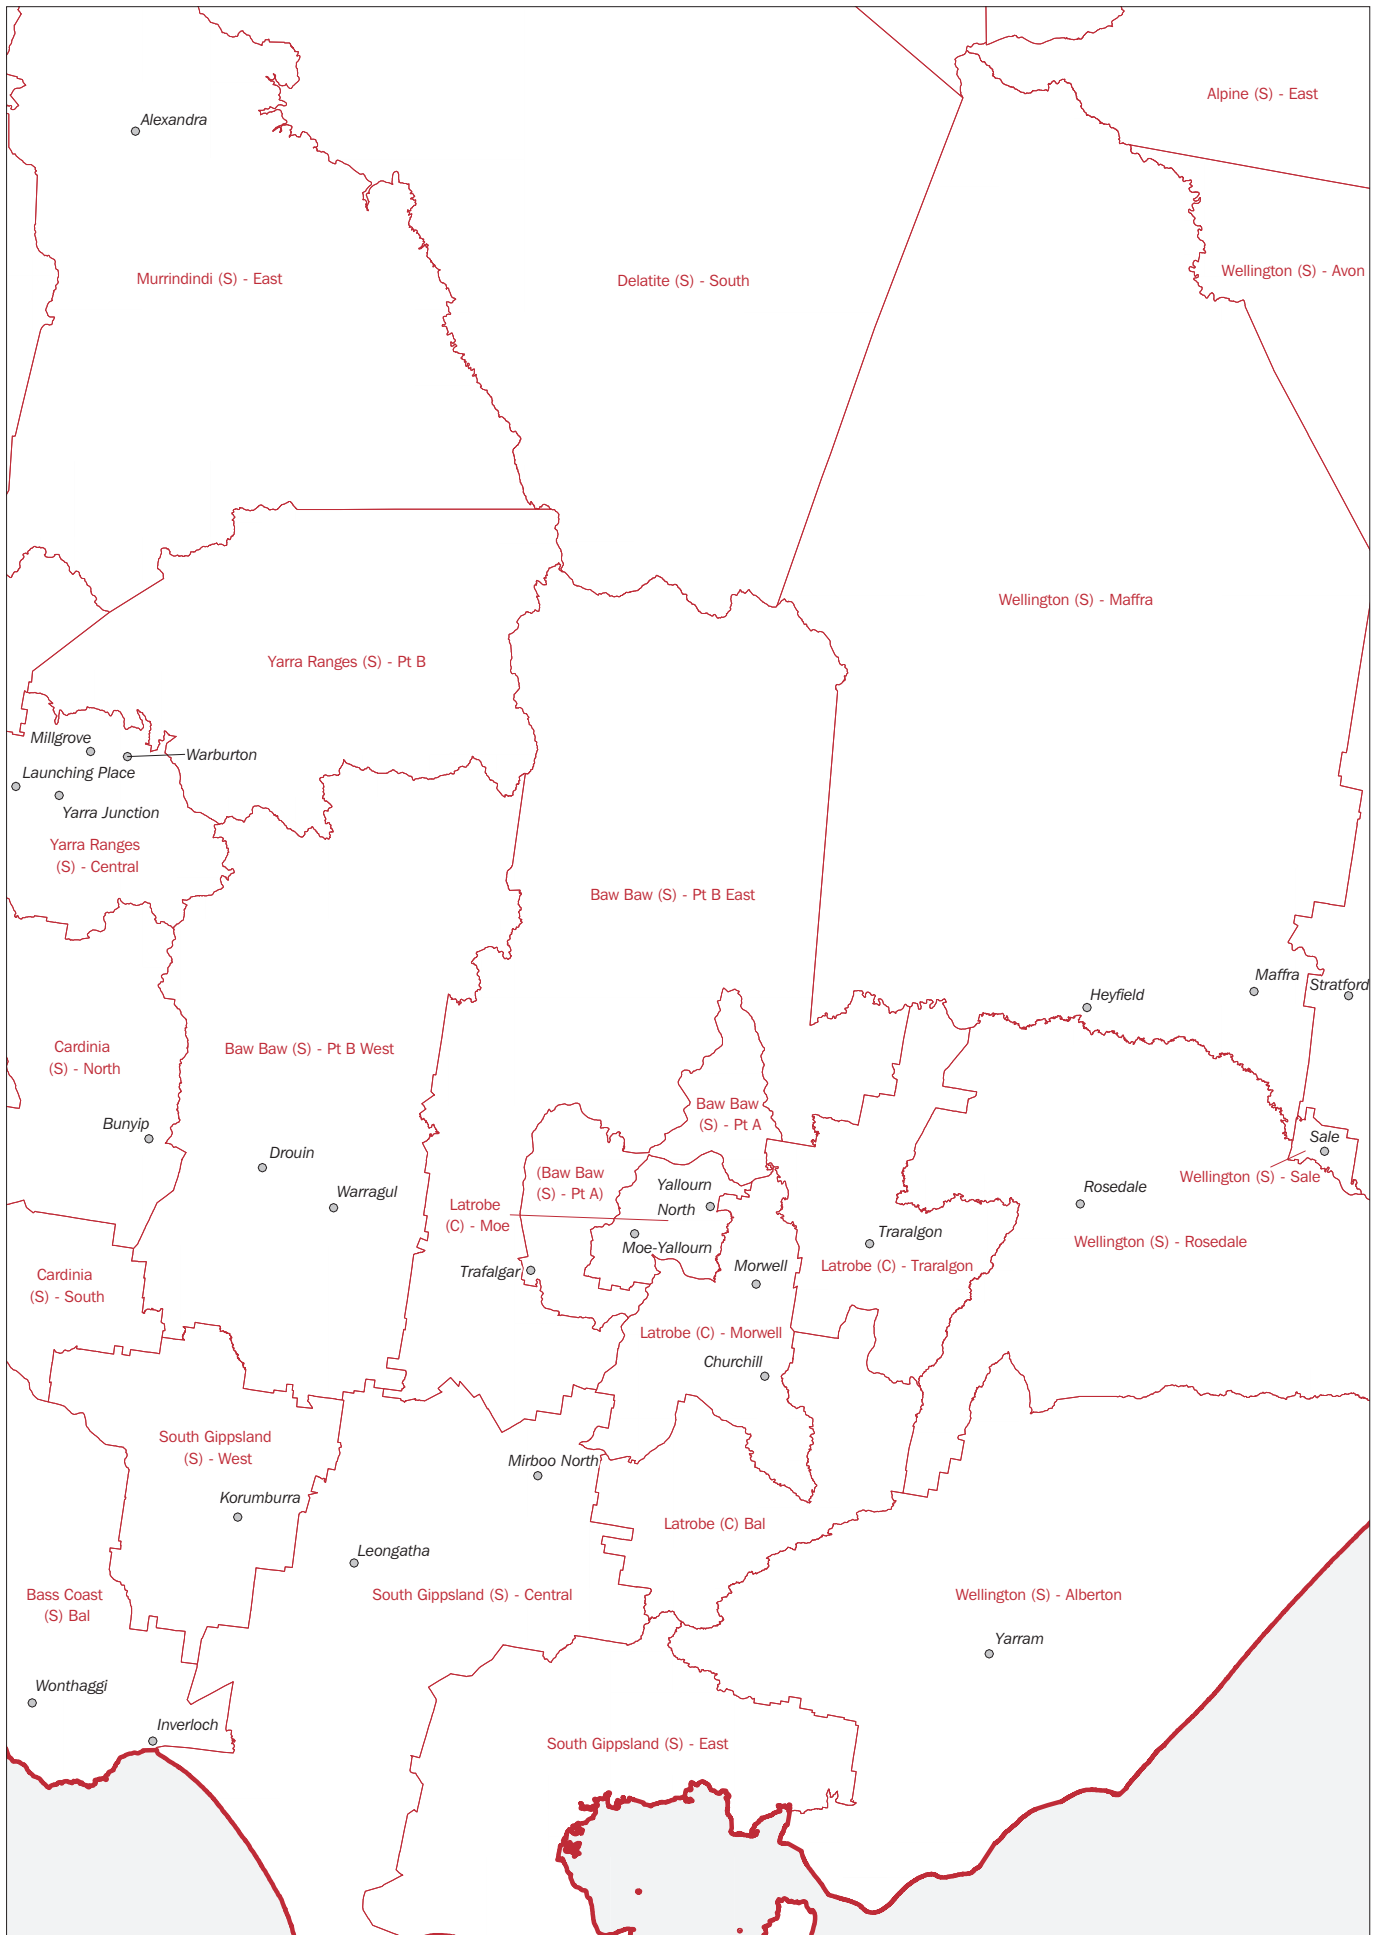 Alpine (S) - East
Alexandra
Murrindindi (S) - East
Delatite (S) - South
Wellington (S) - Avon
Wellington (S) - Maffra
Yarra Ranges (S) - Pt B
Millgrove
Warburton
Launching Place
Yarra Junction
Yarra Ranges
(S) - Central
Baw Baw (S) - Pt B East
Maffra
Stratford
Heyfield
Cardinia
(S) - North
Baw Baw (S) - Pt B West
Baw Baw
(S) - Pt A
Bunyip
Drouin
Sale
Warragul
(Baw Baw
(S) - Pt A)
Yallourn
North
Wellington (S) - Sale
Rosedale
Latrobe
(C) - Moe
Moe-Yallourn
Traralgon
Wellington (S) - Rosedale
Trafalgar
Morwell
Latrobe (C) - Traralgon
Cardinia
(S) - South
Latrobe (C) - Morwell
Churchill
South Gippsland
(S) - West
Mirboo North
Korumburra
Latrobe (C) Bal
Leongatha
Bass Coast
(S) Bal
South Gippsland (S) - Central
Wellington (S) - Alberton
Yarram
Wonthaggi
Inverloch
South Gippsland (S) - East